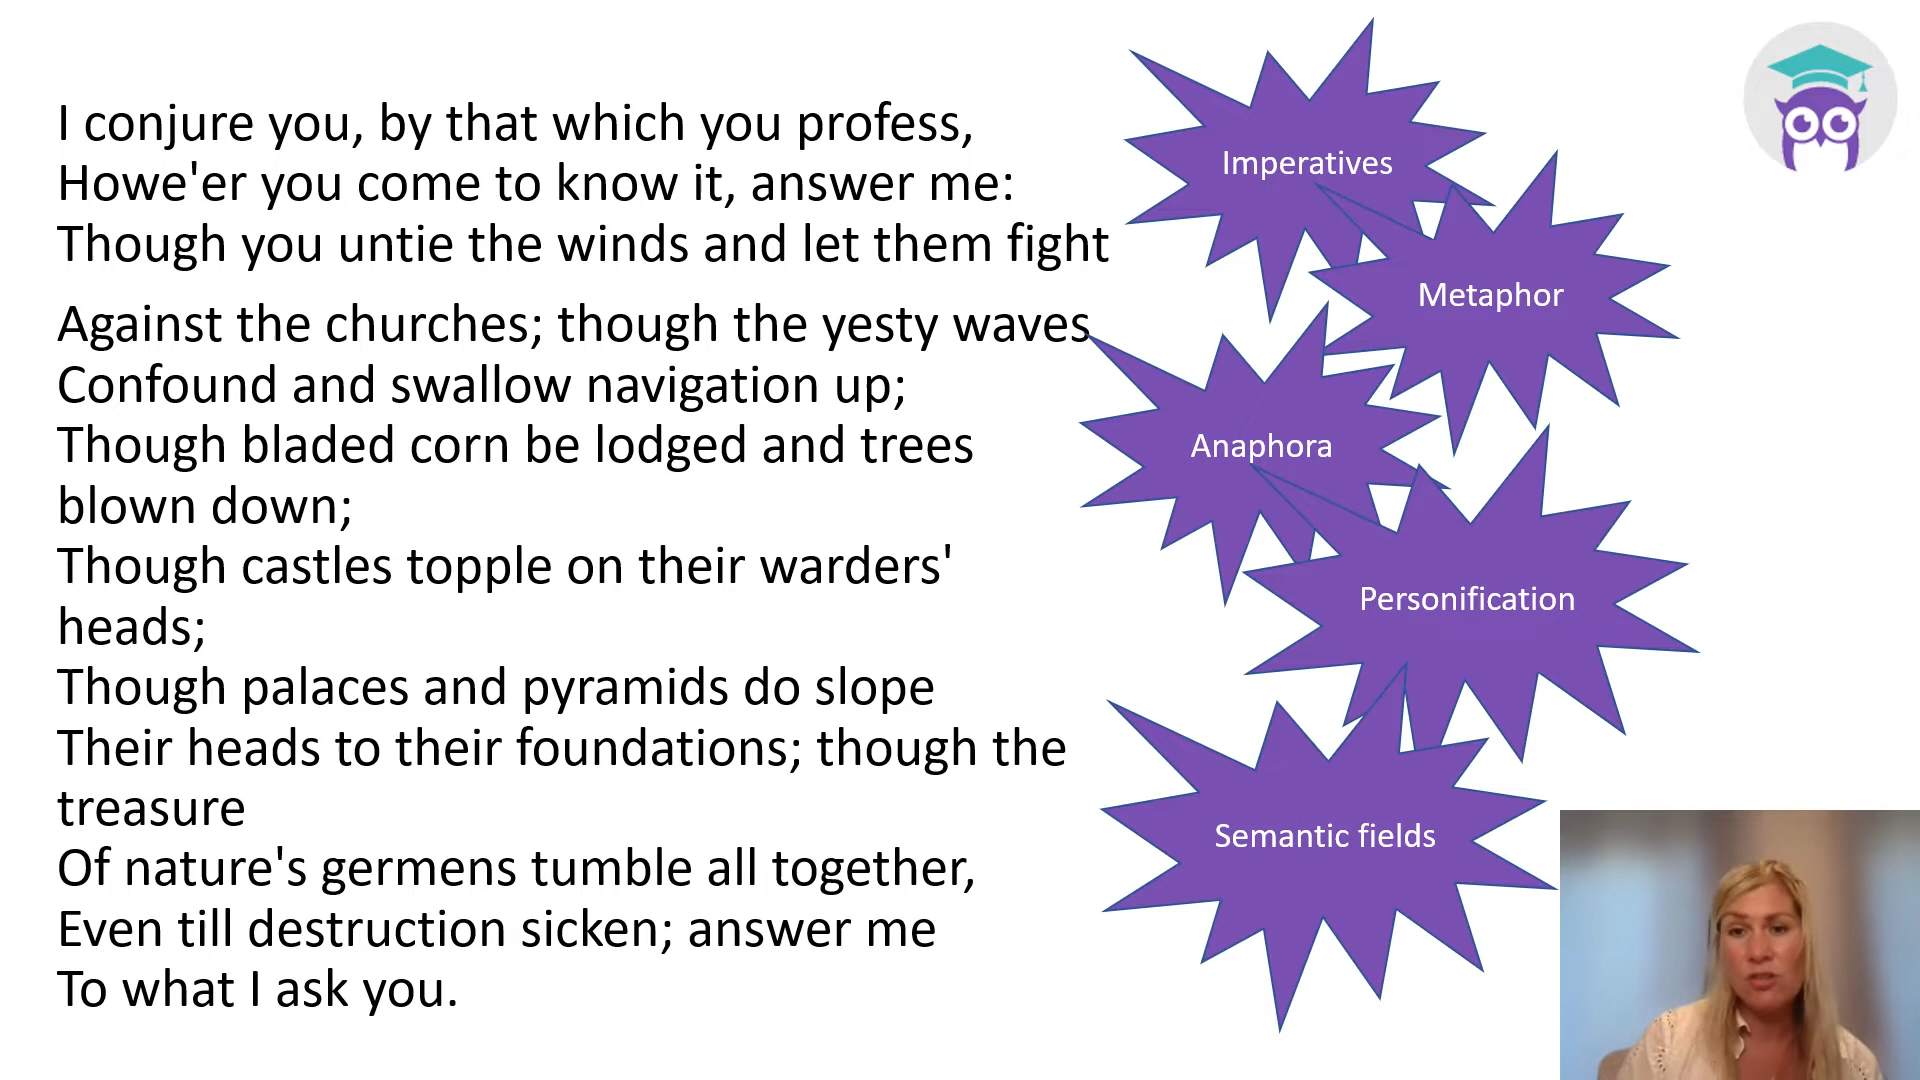 I conjure you, by that which you profess,
Howe'er you come to know it, answer me:
Though you untie the winds and let them fight
Against the churches; though the yesty waves
Confound and swallow navigation up;
Though bladed corn be lodged and trees
blown down;
Though castles topple on their warders'
heads;
Though palaces and pyramids do slope
Their heads to their foundations; though the
treasure
Of nature's germens tumble all together,
Even till destruction sicken; answer me
To what I ask you.
Imperatives
Metaphor
Anaphora
Personification
Semantic fields